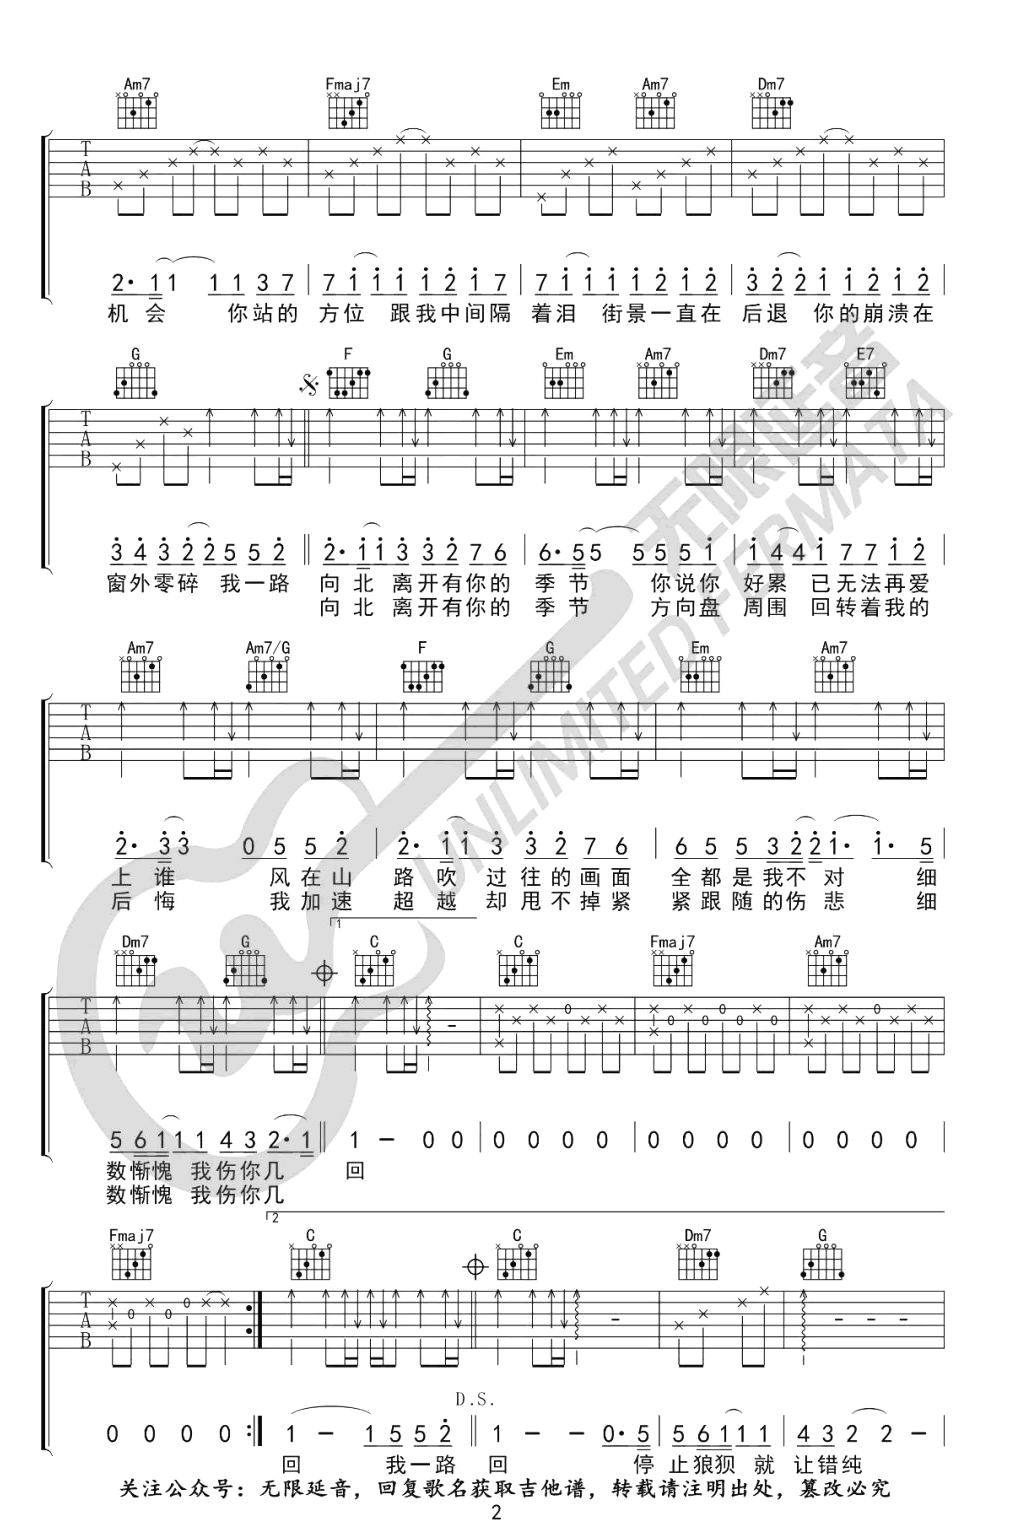 Am7 Fmaj7 Em Am7 Dm7
T A B
2· 1 1 1 1 3 7 7 1 1 1 1 2 1 7 7 1 1 1 1 2 1 2 3 2 2 1 1 2 1 2
机会 你站的 方位 跟我中间隔 着泪 街景一直在 后退 你的崩溃在
G F G Em Am7 Dm7 E7
T A B
3 4 3 2 2 5 5 2 2· 1 1 3 3 2 7 6 6· 5 5 5 5 5 1 1 4 4 1 7 7 1 2
窗外零碎 我一路 向北 离开有你的 季节 你说你 好累 已无法再爱
向北 离开有你的 季节 方向盘 周围 回转着我的
Am7 Am7/G F G Em Am7
T A B
2· 3 3 0 5 5 2 2· 1 1 3 3 2 7 6 6 5 5 3 2 2 1· 1· 5
上谁 风在山 路吹 过往的画面 全都是我不对 细
后悔 我加速 超越 却甩不掉紧 紧跟随的伤悲 细
1
Dm7 G C C Fmaj7 Am7
T A B
5 6 1 1 1 4 3 2· 1 1 - 0 0 0 0 0 0 0 0 0 0 0 0 0 0
数惭愧 我伤你几 回
数惭愧 我伤你几
2
Fmaj7 C C Dm7 G
T A B
D.S.
0 0 0 0 1 - 1 5 5 2 1 - - 0· 5 5 6 1 1 1 4 3 2 2 -
回 我一路 回 停 止狼狈 就 让错纯
关注公众号：无限延音，回复歌名获取吉他谱，转载请注明出处，篡改必究
2
无限延音
UNLIMITED FERMATA